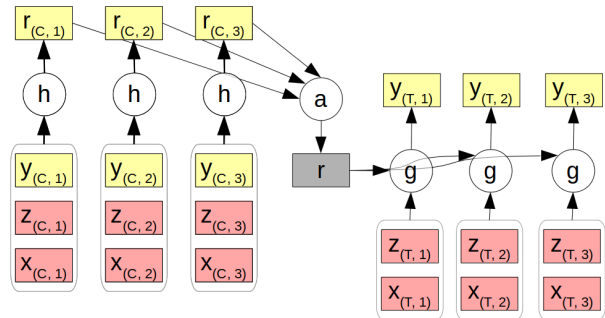 r(C, 1) r(C, 2) r(C, 3)
h h h a
y(T, 1) y(T, 2) y(T, 3)
y(C, 1) y(C, 2) y(C, 3) r g g g
z(C, 1) z(C, 2) z(C, 3)
z(T, 1) z(T, 2) z(T, 3)
x(C, 1) x(C, 2) x(C, 3)
x(T, 1) x(T, 2) x(T, 3)